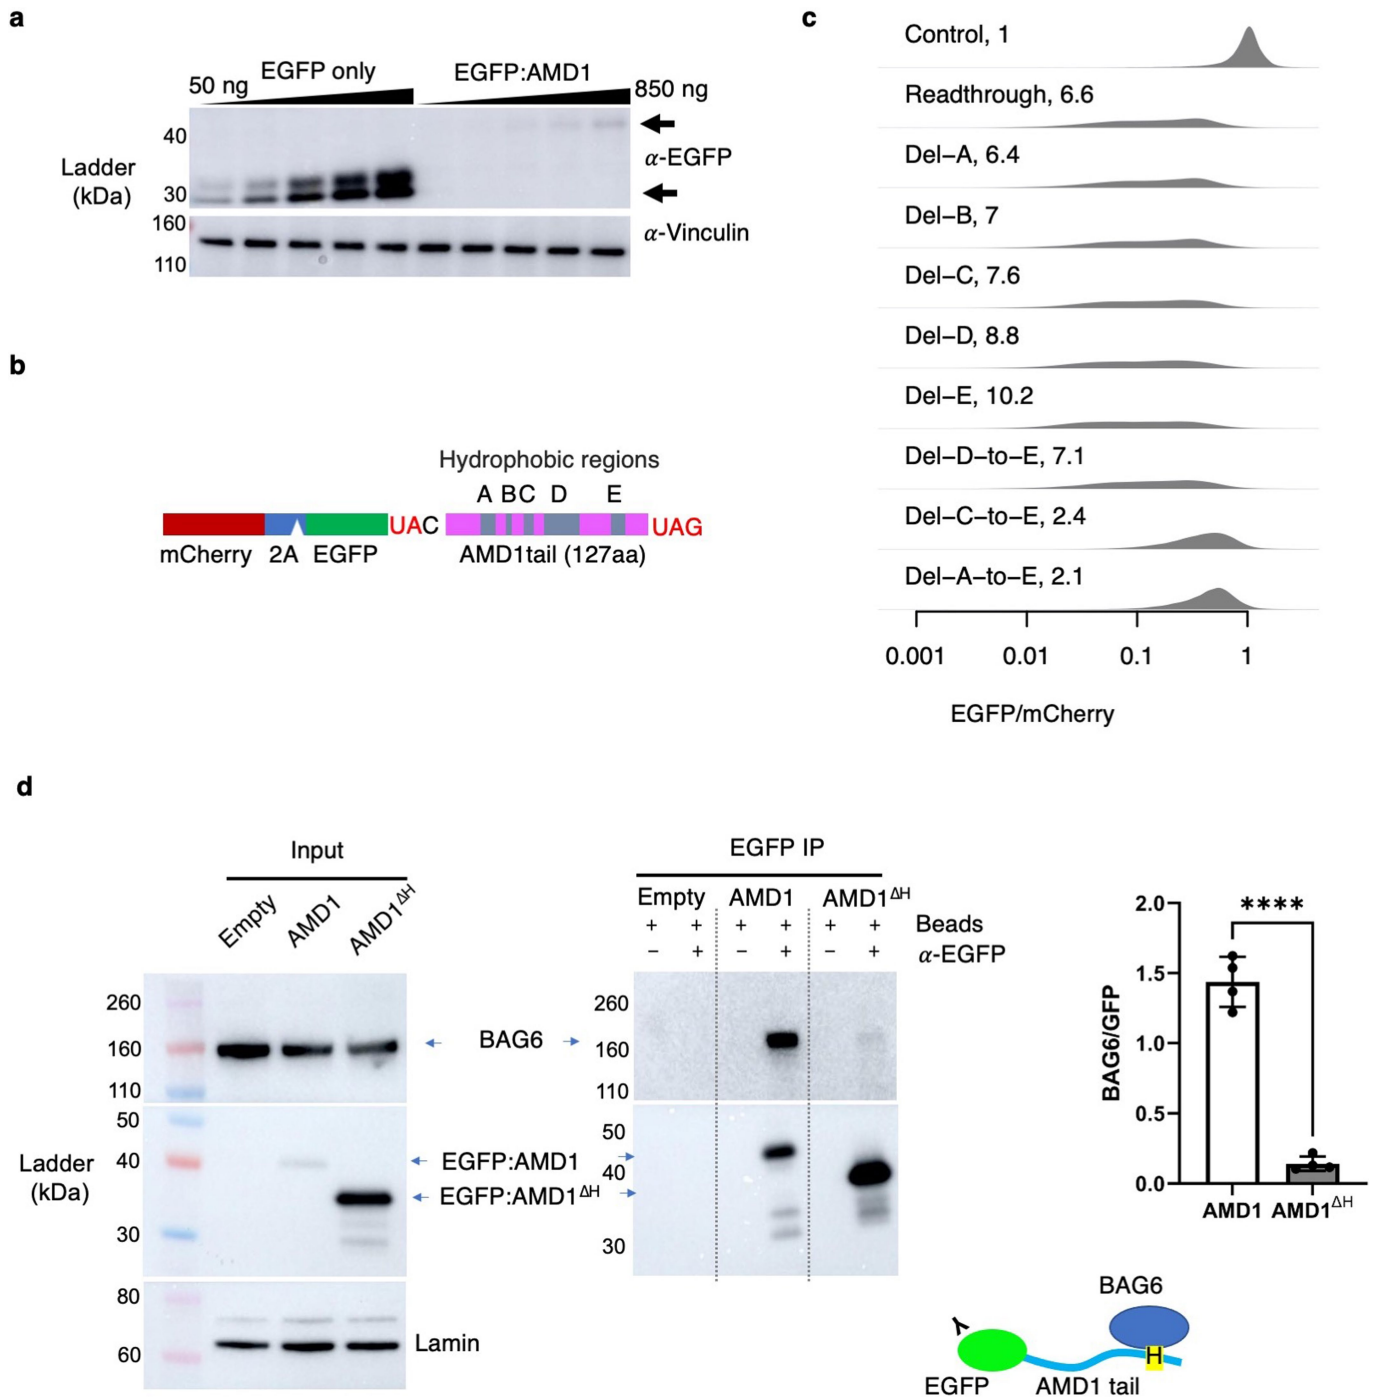 a
50 ng
EGFP only
EGFP:AMD1
850 ng
Ladder
(kDa)
40
30
160
110
α-EGFP
α-Vinculin
b
Hydrophobic regions
A B C D E
UAC
UAG
mCherry 2A EGFP AMD1tail (127aa)
c
Control, 1
Readthrough, 6.6
Del–A, 6.4
Del–B, 7
Del–C, 7.6
Del–D, 8.8
Del–E, 10.2
Del–D–to–E, 7.1
Del–C–to–E, 2.4
Del–A–to–E, 2.1
0.001 0.01 0.1 1
EGFP/mCherry
d
Input
Empty AMD1 AMD1ΔH
Ladder
(kDa)
260
160
110
50
40
30
80
60
BAG6
EGFP:AMD1
EGFP:AMD1ΔH
Lamin
EGFP IP
Empty AMD1 AMD1ΔH
+ + + + + + Beads
– + – + – + α-EGFP
260
160
110
50
40
30
****
2.0
1.5
1.0
0.5
0.0
BAG6/GFP
AMD1 AMD1ΔH
BAG6
H
EGFP AMD1 tail